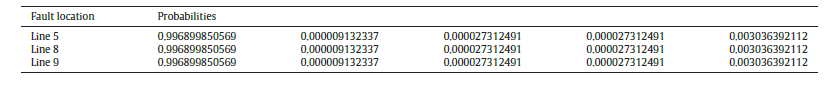 Fault location Probabilities
Line 5 0.996899850569 0.000009132337 0.000027312491 0.000027312491 0.003036392112
Line 8 0.996899850569 0,000009132337 0.000027312491 0.000027312491 0,003036392112
Line 9 0.996899850569 0,000009132337 0.000027312491 0.000027312491 0,003036392112